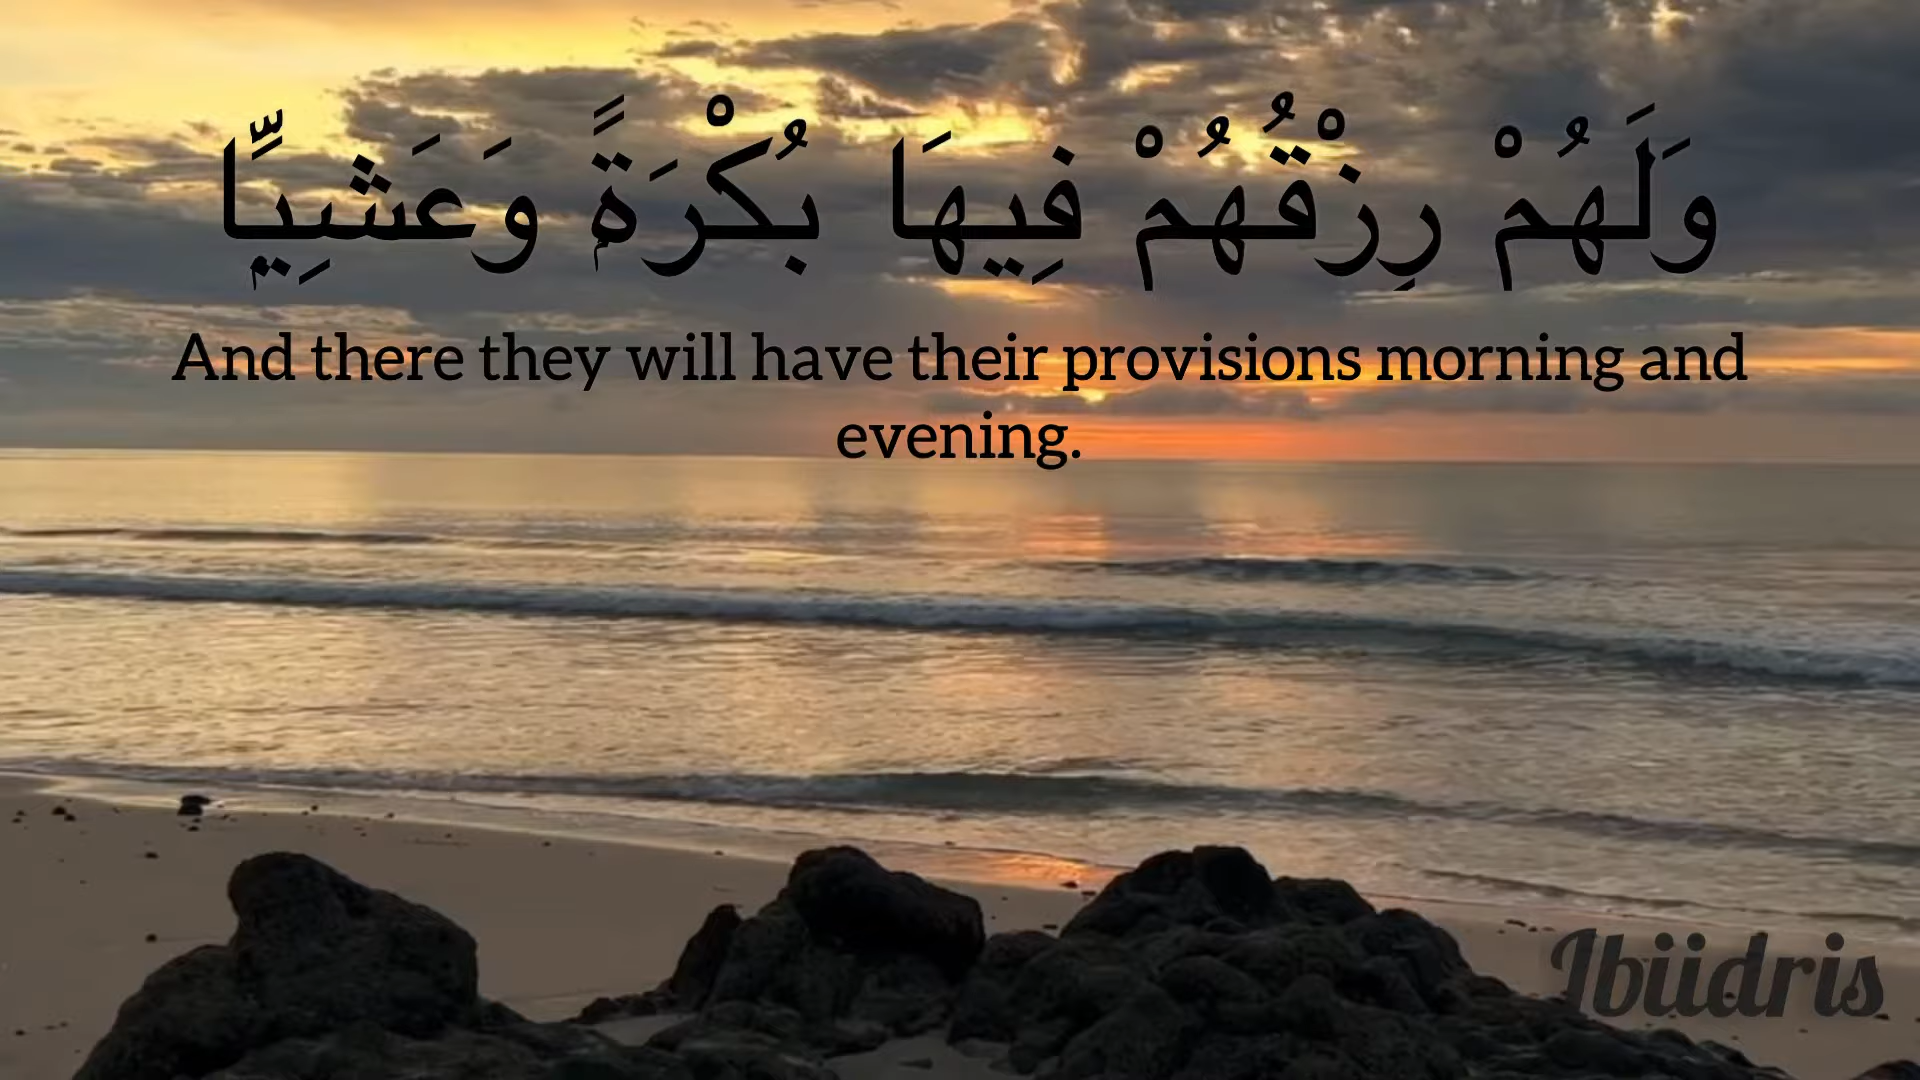 وَلَهُمْ رِزْقُهُمْ فِيهَا بُكْرَةًۭ وَعَشِيًّۭا
And there they will have their provisions morning and
evening.
Ibiidris